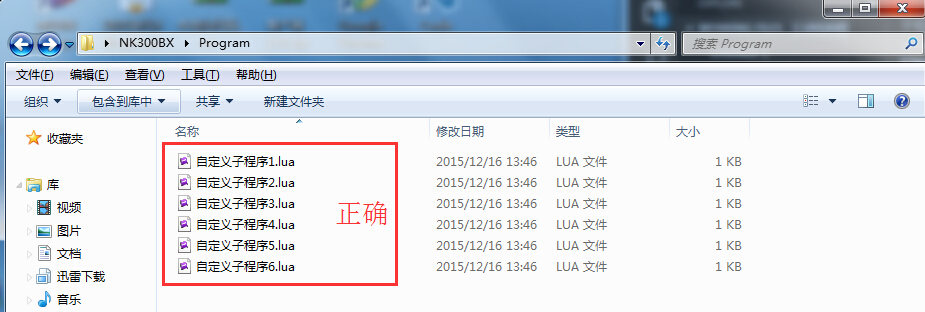 NK300BX ▸ Program
搜索 Program
文件(F) 编辑(E) 查看(V) 工具(T) 帮助(H)
组织 包含到库中 共享 新建文件夹
收藏夹
库
视频
图片
文档
迅雷下载
音乐
名称 修改日期 类型 大小
自定义子程序1.lua 2015/12/16 13:46 LUA 文件 1 KB
自定义子程序2.lua 2015/12/16 13:46 LUA 文件 1 KB
自定义子程序3.lua 2015/12/16 13:46 LUA 文件 1 KB
自定义子程序4.lua 2015/12/16 13:46 LUA 文件 1 KB
自定义子程序5.lua 2015/12/16 13:46 LUA 文件 1 KB
自定义子程序6.lua 2015/12/16 13:46 LUA 文件 1 KB
正确